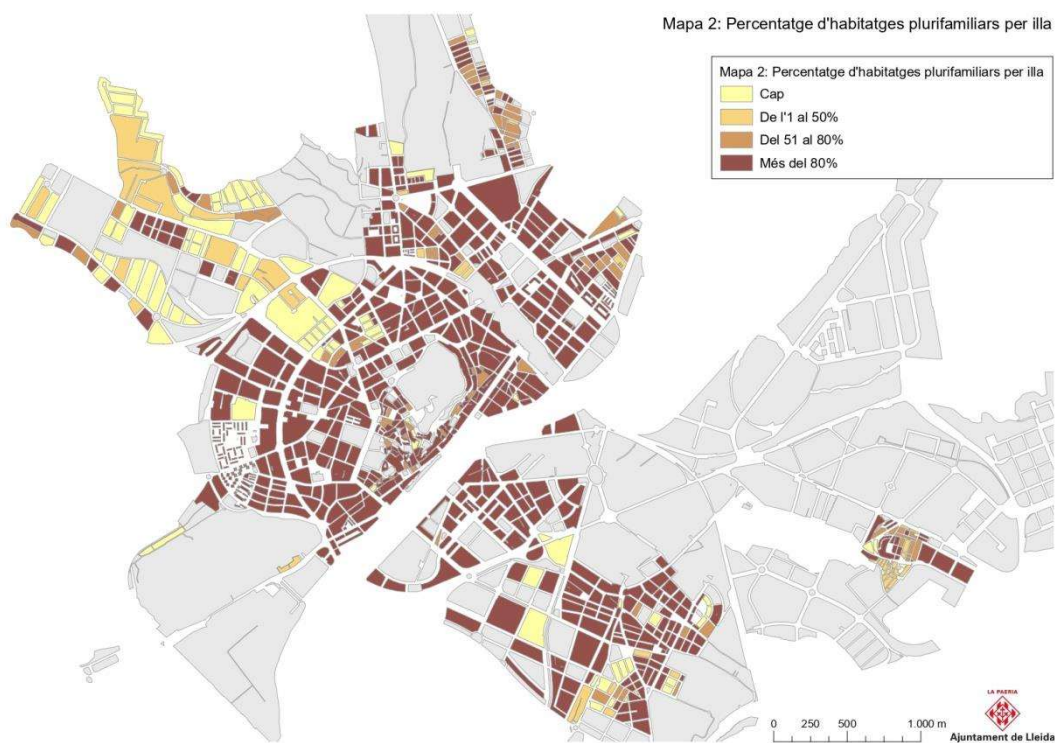 Mapa 2: Percentatge d'habitatges plurifamiliars per illa
Mapa 2: Percentatge d'habitatges plurifamiliars per illa
Cap
De l'1 al 50%
Del 51 al 80%
Més del 80%
LA PAERIA
0 250 500 1.000 m
Ajuntament de Lleida